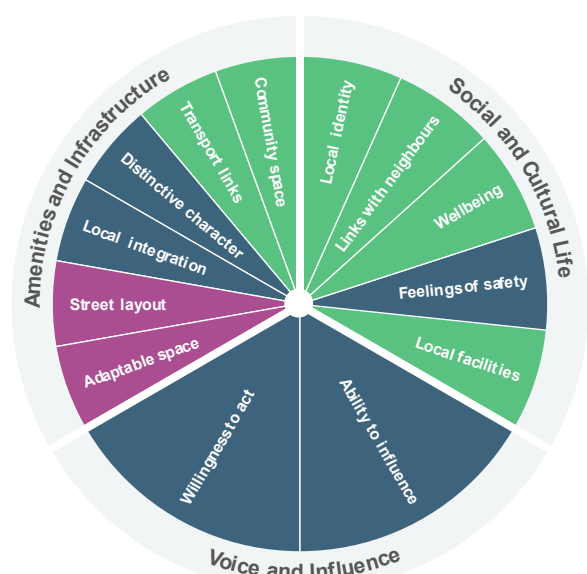 Amenities and Infrastructure
Social and Cultural Life
Voice and Influence
Community space
Transport links
Distinctive character
Local integration
Street layout
Adaptable space
Local identity
Links with neighbours
Wellbeing
Feelings of safety
Local facilities
Willingness to act
Ability to influence